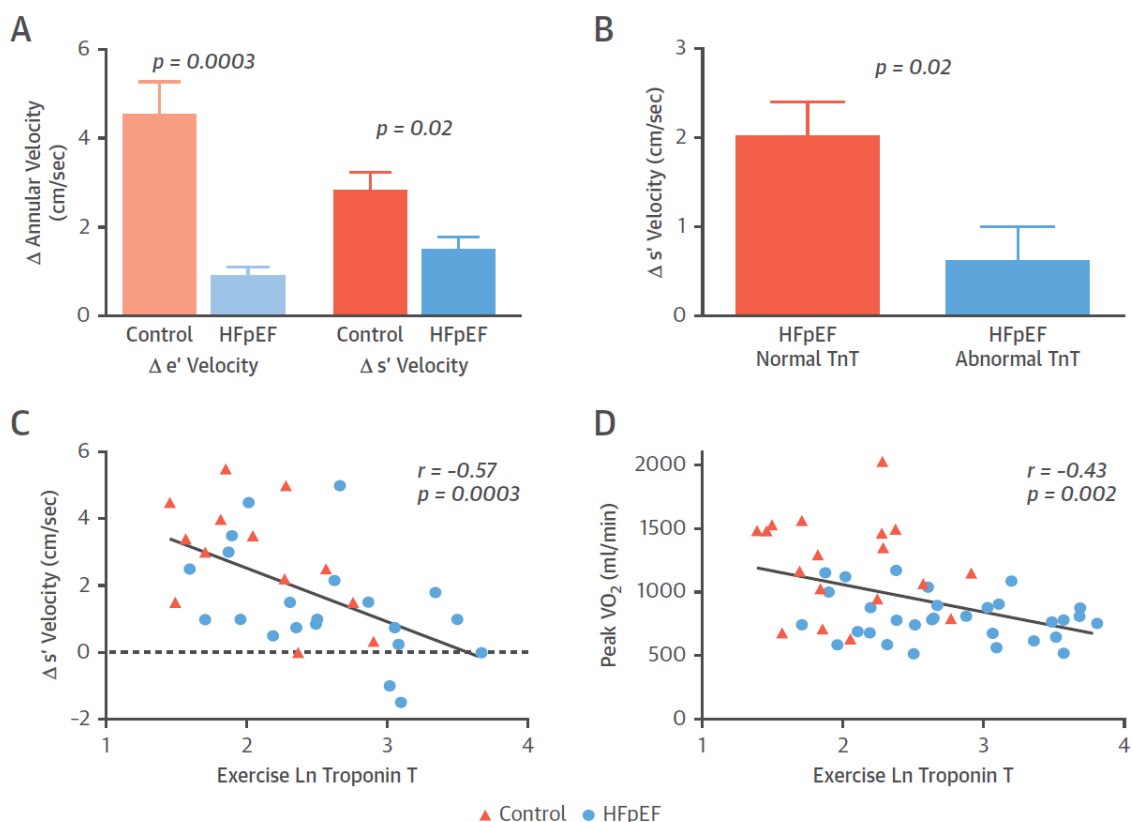 A
Δ Annular Velocity
(cm/sec)
6
4
2
0
p = 0.0003
p = 0.02
Control
HFpEF
Control
HFpEF
Δ e' Velocity
Δ s' Velocity
B
Δ s' Velocity (cm/sec)
3
2
1
0
p = 0.02
HFpEF
Normal TnT
HFpEF
Abnormal TnT
C
Δ s' Velocity (cm/sec)
6
4
2
0
–2
r = –0.57
p = 0.0003
1
2
3
4
Exercise Ln Troponin T
D
Peak VO₂ (ml/min)
2000
1500
1000
500
0
r = –0.43
p = 0.002
1
2
3
4
Exercise Ln Troponin T
Control
HFpEF